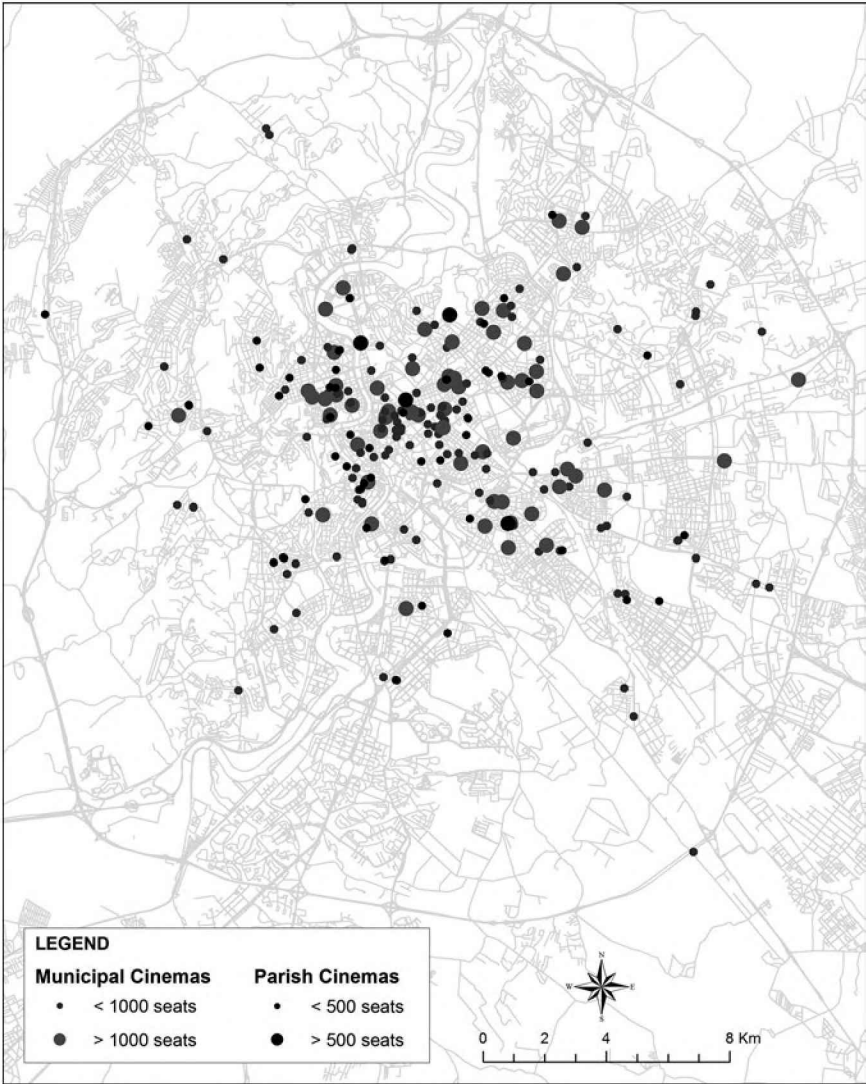 LEGEND
Municipal Cinemas Parish Cinemas
< 1000 seats < 500 seats
> 1000 seats > 500 seats
N
W E
S
0 2 4 8 Km